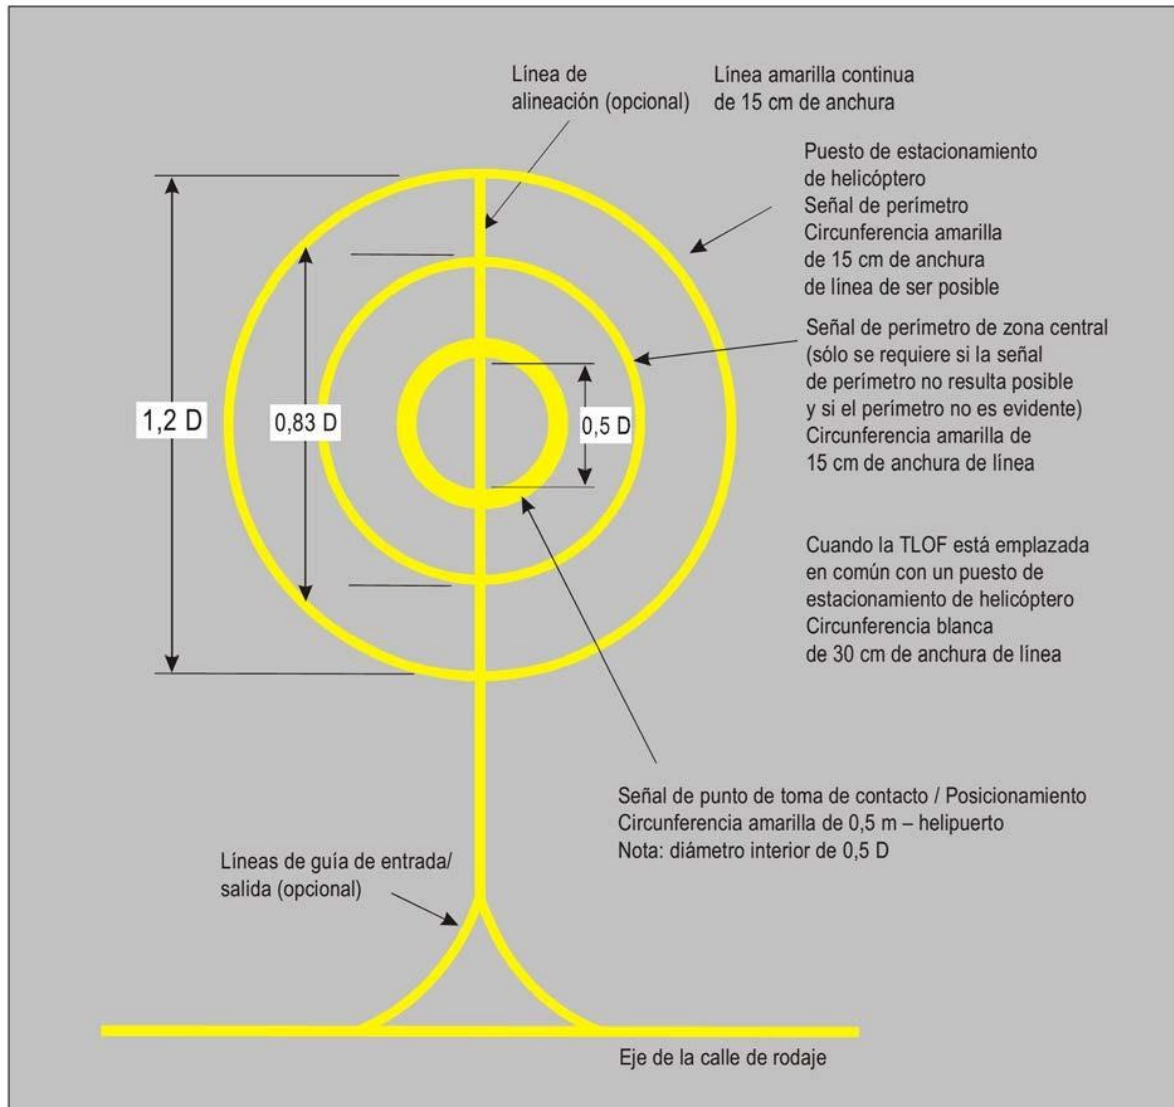 Línea de
alineación (opcional)
Línea amarilla continua
de 15 cm de anchura
Puesto de estacionamiento
de helicóptero
Señal de perímetro
Circunferencia amarilla
de 15 cm de anchura
de línea de ser posible
Señal de perímetro de zona central
(sólo se requiere si la señal
de perímetro no resulta posible
y si el perímetro no es evidente)
Circunferencia amarilla de
15 cm de anchura de línea
1,2 D
0,83 D
0,5 D
Cuando la TLOF está emplazada
en común con un puesto de
estacionamiento de helicóptero
Circunferencia blanca
de 30 cm de anchura de línea
Señal de punto de toma de contacto / Posicionamiento
Circunferencia amarilla de 0,5 m – helipuerto
Nota: diámetro interior de 0,5 D
Líneas de guía de entrada/
salida (opcional)
Eje de la calle de rodaje